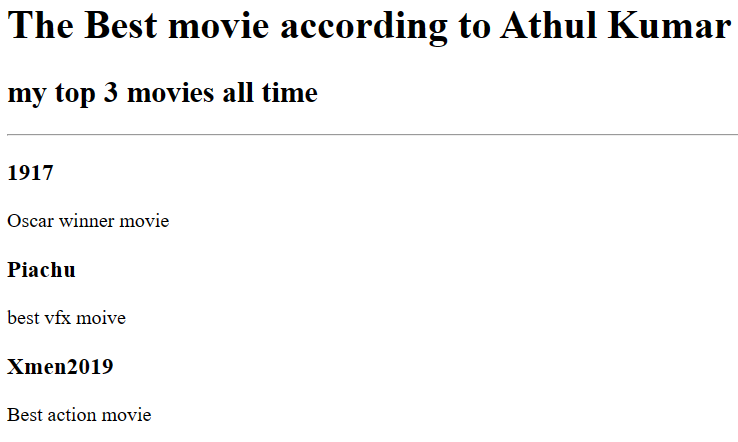 The Best movie according to Athul Kumar
my top 3 movies all time
1917
Oscar winner movie
Piachu
best vfx moive
Xmen2019
Best action movie